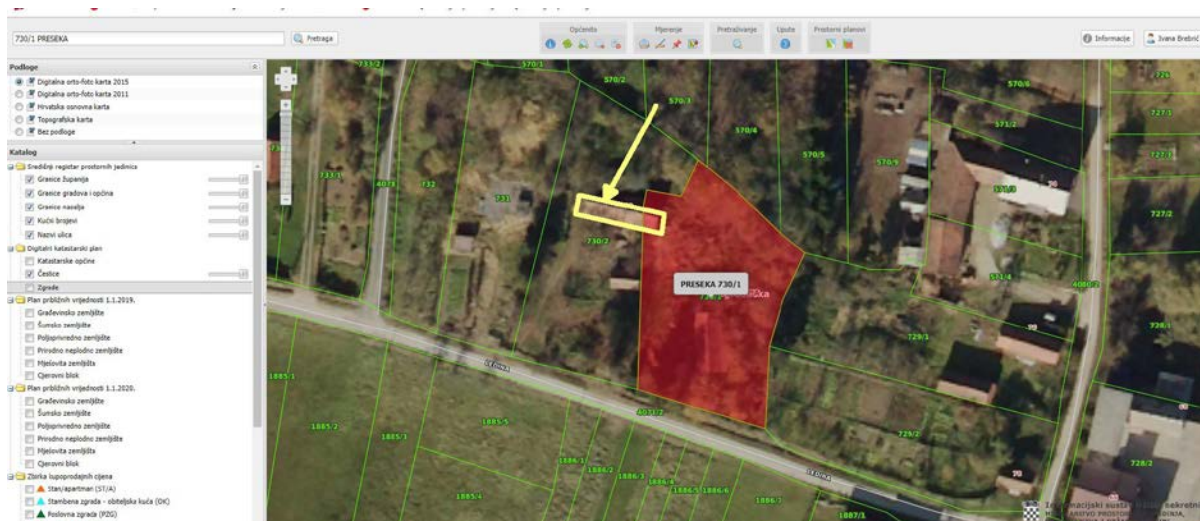 730/1 PRESEKA
Pretraga
Općenito
Mjerenje
Pretraživanje
Upute
Prostorni planovi
Informacije
Ivana Brebrić
Podloge
Digitalna orto-foto karta 2015
Digitalna orto-foto karta 2011
Hrvatska osnovna karta
Topografska karta
Bez podloge
Katalog
Središnji registar prostornih jedinica
Granice županija
Granice gradova i općina
Granice naselja
Kućni brojevi
Nazivi ulica
Digitalni katastarski plan
Katastarske općine
Čestice
Zgrade
Plan približnih vrijednosti 1.1.2019.
Građevinsko zemljište
Šumsko zemljište
Poljoprivredno zemljište
Prirodno neplodno zemljište
Mješovita zemljišta
Cjenovni blok
Plan približnih vrijednosti 1.1.2020.
Građevinsko zemljište
Šumsko zemljište
Poljoprivredno zemljište
Prirodno neplodno zemljište
Mješovita zemljišta
Cjenovni blok
Zbirka kupoprodajnih cijena
Stan/apartman (ST/A)
Stambena zgrada - obiteljska kuća (OK)
Poslovna zgrada (PZG)
733/2
570/1
570/2
570/3
570/4
570/5
570/9
570/6
571/2
726
727/1
727/3
733/1
4073
732
731
571/3
727/2
730/2
PRESEKA 730/1
571/4
4080/2
728/1
729/1
LEDINA
1885/1
4071/2
1885/2
1885/3
1885/5
729/2
1886/1
1886/2
1886/3
1886/4
1886/5
1886/6
1886/7
LEDINA
728/2
1885/4
1887/1